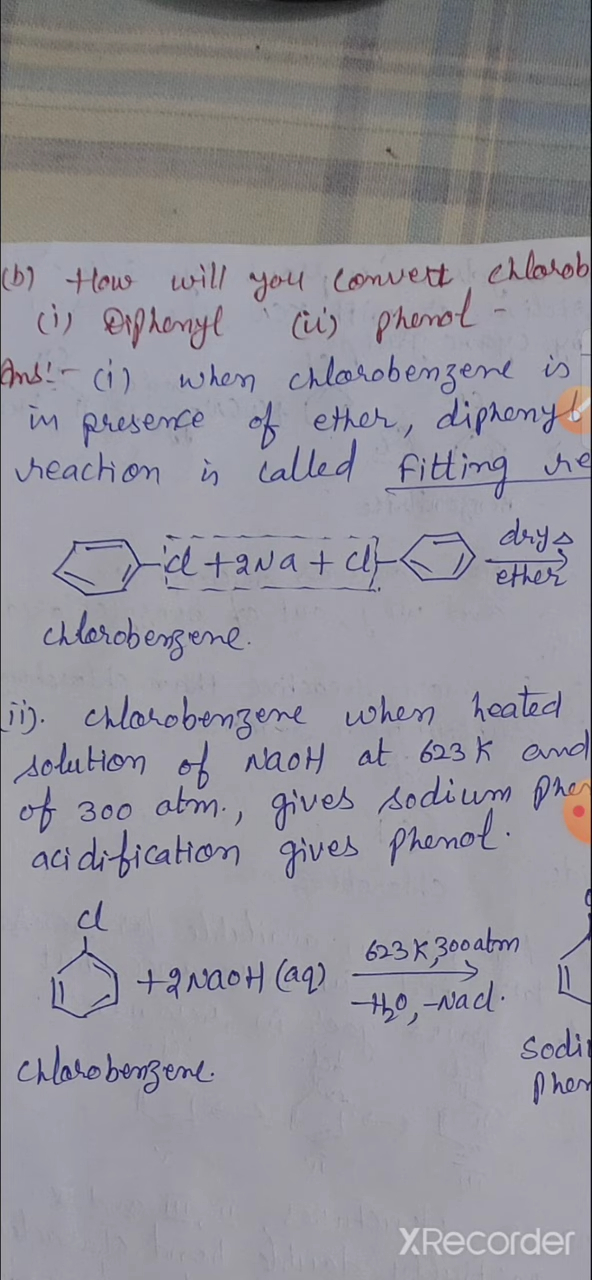 (b) How will you convert chlorob
(i) Diphenyl (ii) phenol -
Ans:- (i) when chlorobenzene is
in presence of ether, diphenyl
reaction is called fitting re
Cl + 2Na + Cl dry Δ
ether
chlorobenzene.
(ii). chlorobenzene when heated
solution of NaOH at 623 K and
of 300 atm., gives sodium phe
acidification gives phenol.
Cl
+ 2NaOH (aq) 623 K, 300 atm
-H₂O, -NaCl.
chlorobenzene.
Sodi
phe
XRecorder